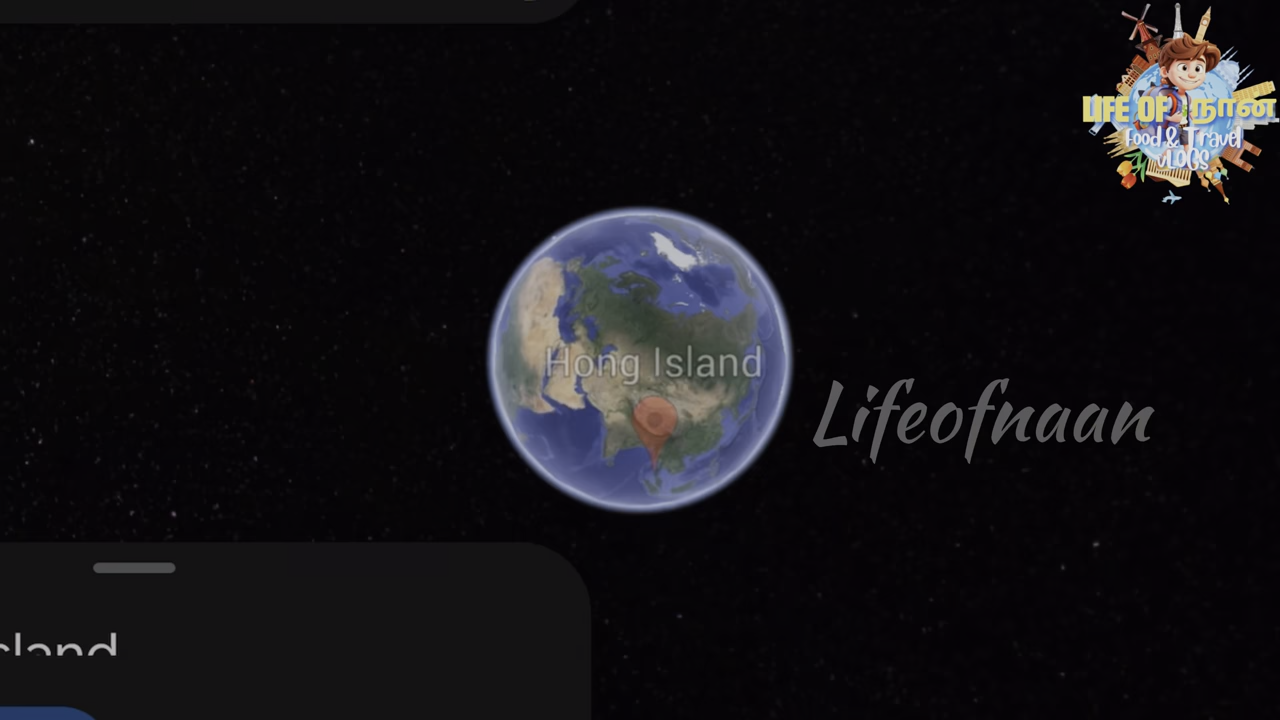 LIFE OF நான்
Food & Travel
vLOGS
Hong Island
Lifeofnaan
sland